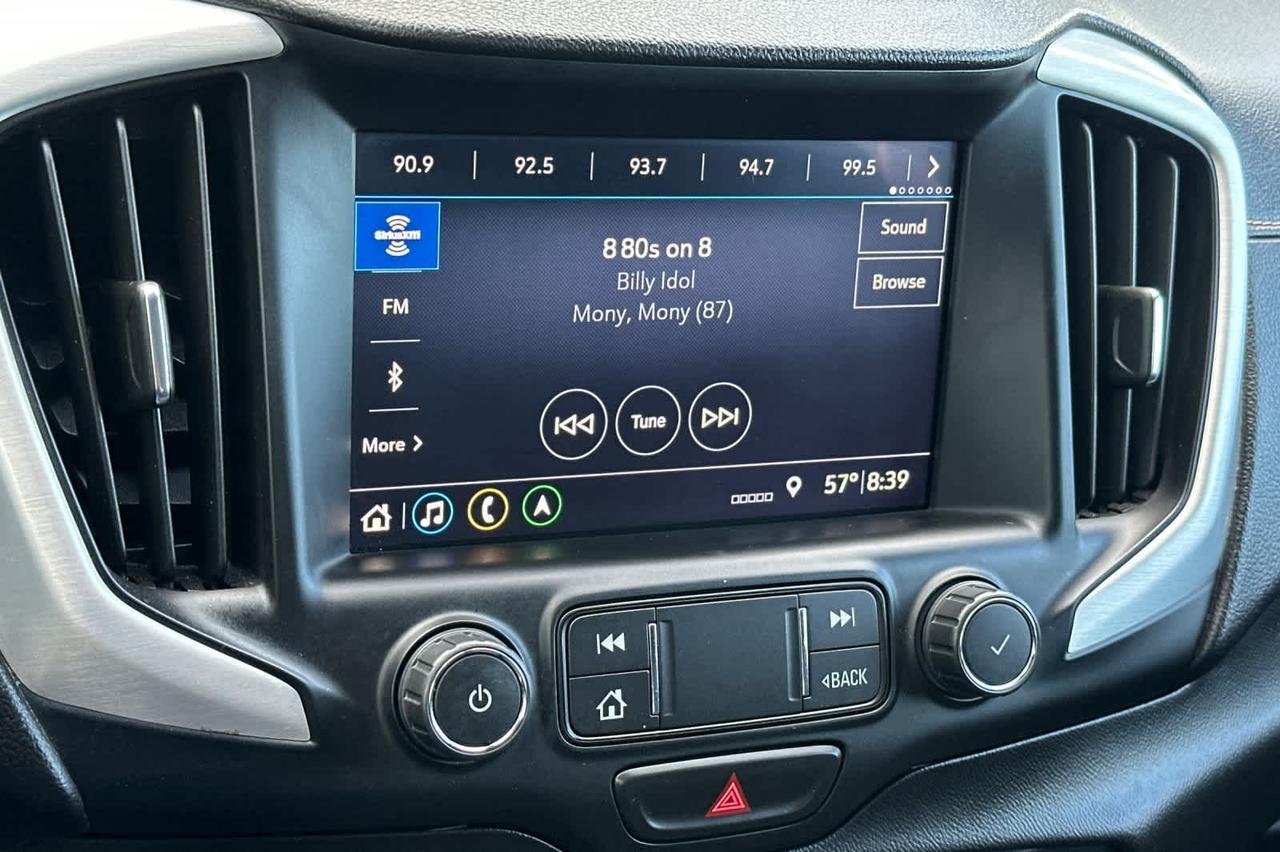 90.9 | 92.5 | 93.7 | 94.7 | 99.5
SiriusXM
8 80s on 8
Billy Idol
Mony, Mony (87)
Sound
Browse
FM
More
Tune
57° | 8:39
BACK